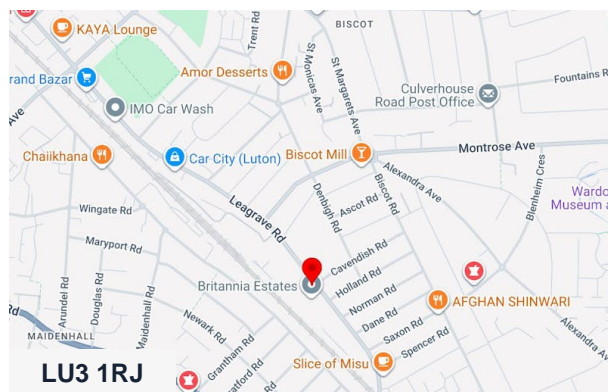 BISCOT
KAYA Lounge
Trent Rd
St Monicas Ave
St Margarets Ave
Grand Bazar
Amor Desserts
Culverhouse
Road Post Office
Fountains R
IMO Car Wash
Ave
Chaiikhana
Car City (Luton)
Biscot Mill
Montrose Ave
Alexandra Ave
Blenheim Cres
Wardo
Museum a
Leagrave Rd
Denbigh Rd
Ascot Rd
Biscot Rd
Wingate Rd
Maryport Rd
Cavendish Rd
Britannia Estates
Holland Rd
Norman Rd
AFGHAN SHINWARI
Arundel Rd
Douglas Rd
Maidenhall Rd
Newark Rd
Dane Rd
Saxon Rd
Spencer Rd
Alexandra Av
MAIDENHALL
Grantham Rd
Slice of Misu
atford Rd
LU3 1RJ